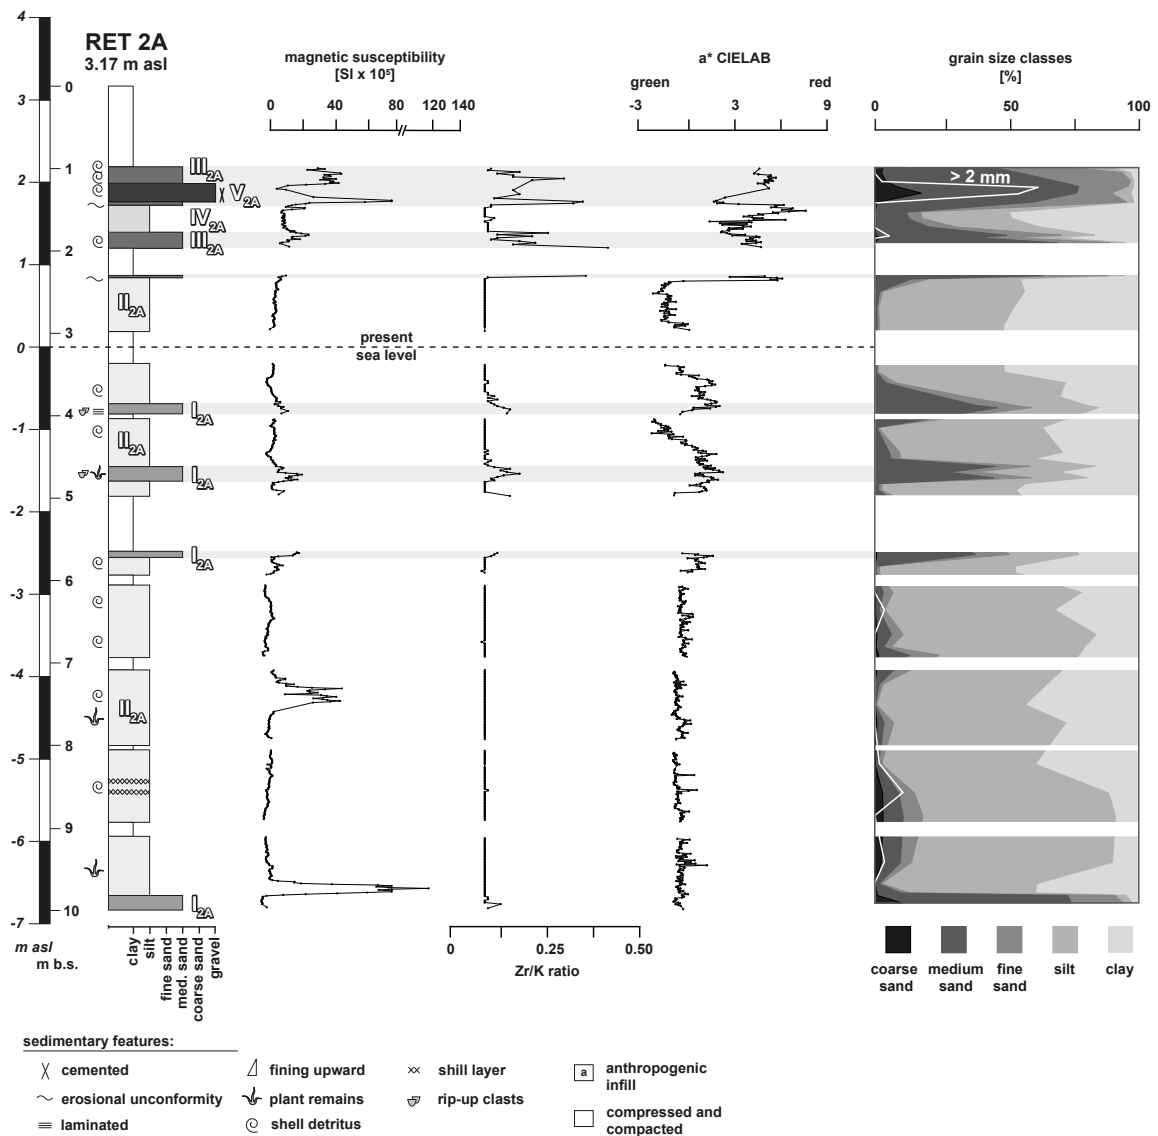 RET 2A
3.17 m asl
magnetic susceptibility
[SI x 10⁵]
0 40 80 120 140
a* CIELAB
green red
-3 3 9
grain size classes
[%]
0 50 100
4
3
2
1
0
-1
-2
-3
-4
-5
-6
-7
m asl
0
1
2
3
4
5
6
7
8
9
10
m b.s.
III2A
V2A
IV2A
III2A
II2A
I2A
II2A
I2A
I2A
II2A
I2A
> 2 mm
present
sea level
clay
silt
fine sand
med. sand
coarse sand
gravel
0 0.25 0.50
Zr/K ratio
coarse sand
medium sand
fine sand
silt
clay
sedimentary features:
cemented
erosional unconformity
laminated
fining upward
plant remains
shell detritus
shill layer
rip-up clasts
a
anthropogenic
infill
compressed and
compacted